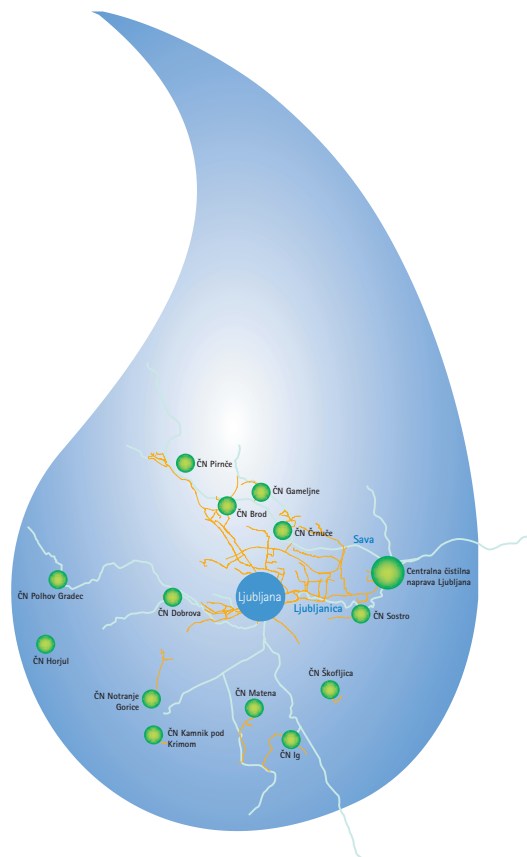 ČN Pirnče
ČN Gameljne
ČN Brod
ČN Črnuče
Sava
Centralna čistilna
naprava Ljubljana
ČN Polhov Gradec
Ljubljana
ČN Dobrova
Ljubljanica
ČN Sostro
ČN Horjul
ČN Škofljica
ČN Notranje
Gorice
ČN Matena
ČN Kamnik pod
Krimom
ČN Ig